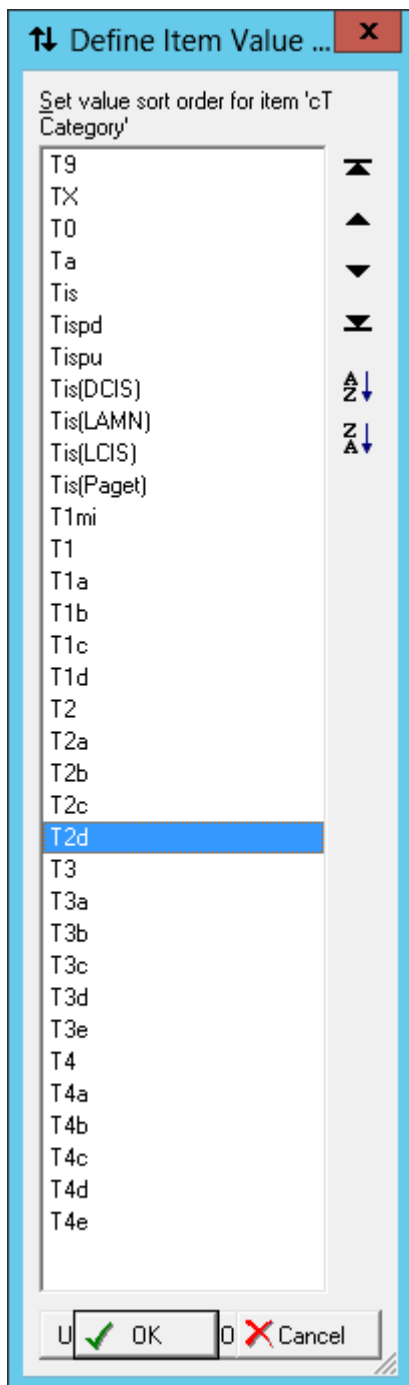 Define Item Value ...
Set value sort order for item 'cT
Category'
T9
TX
T0
Ta
Tis
Tispd
Tispu
Tis(DCIS)
Tis(LAMN)
Tis(LCIS)
Tis(Paget)
T1mi
T1
T1a
T1b
T1c
T1d
T2
T2a
T2b
T2c
T2d
T3
T3a
T3b
T3c
T3d
T3e
T4
T4a
T4b
T4c
T4d
T4e
A
Z
Z
A
U OK O Cancel